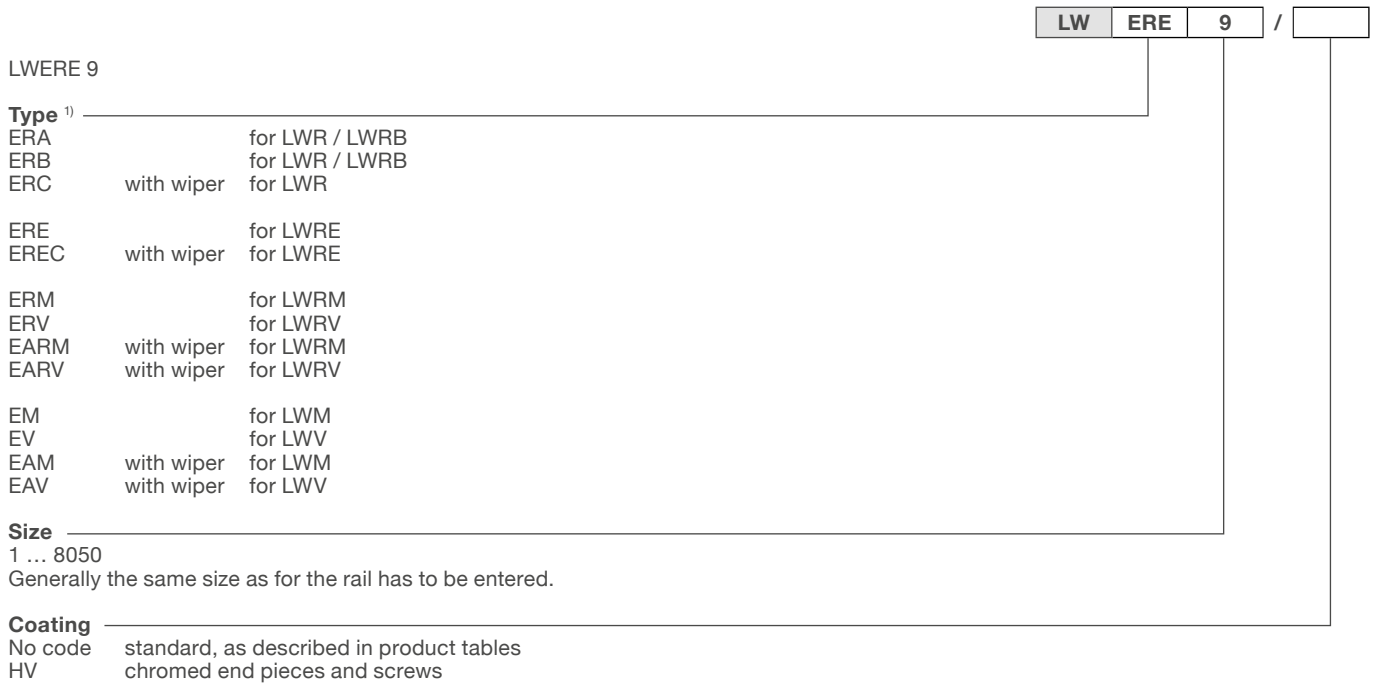 LW ERE 9 /
LWERE 9
Type 1)
ERA for LWR / LWRB
ERB for LWR / LWRB
ERC with wiper for LWR
ERE for LWRE
EREC with wiper for LWRE
ERM for LWRM
ERV for LWRV
EARM with wiper for LWRM
EARV with wiper for LWRV
EM for LWM
EV for LWV
EAM with wiper for LWM
EAV with wiper for LWV
Size
1 … 8050
Generally the same size as for the rail has to be entered.
Coating
No code standard, as described in product tables
HV chromed end pieces and screws